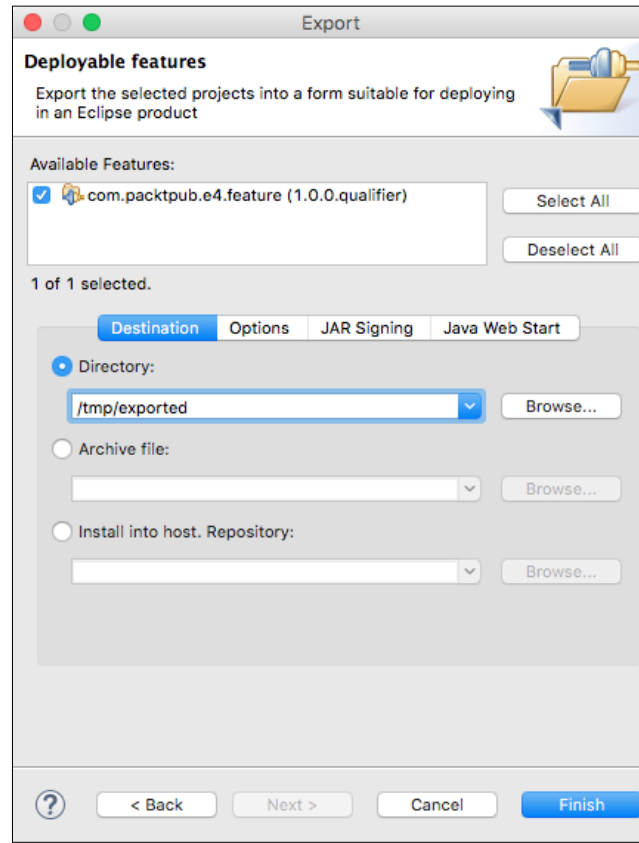 Export
Deployable features
Export the selected projects into a form suitable for deploying
in an Eclipse product
Available Features:
com.packtpub.e4.feature (1.0.0.qualifier)
Select All
Deselect All
1 of 1 selected.
Destination Options JAR Signing Java Web Start
Directory:
/tmp/exported Browse...
Archive file:
Browse...
Install into host. Repository:
Browse...
? < Back Next > Cancel Finish